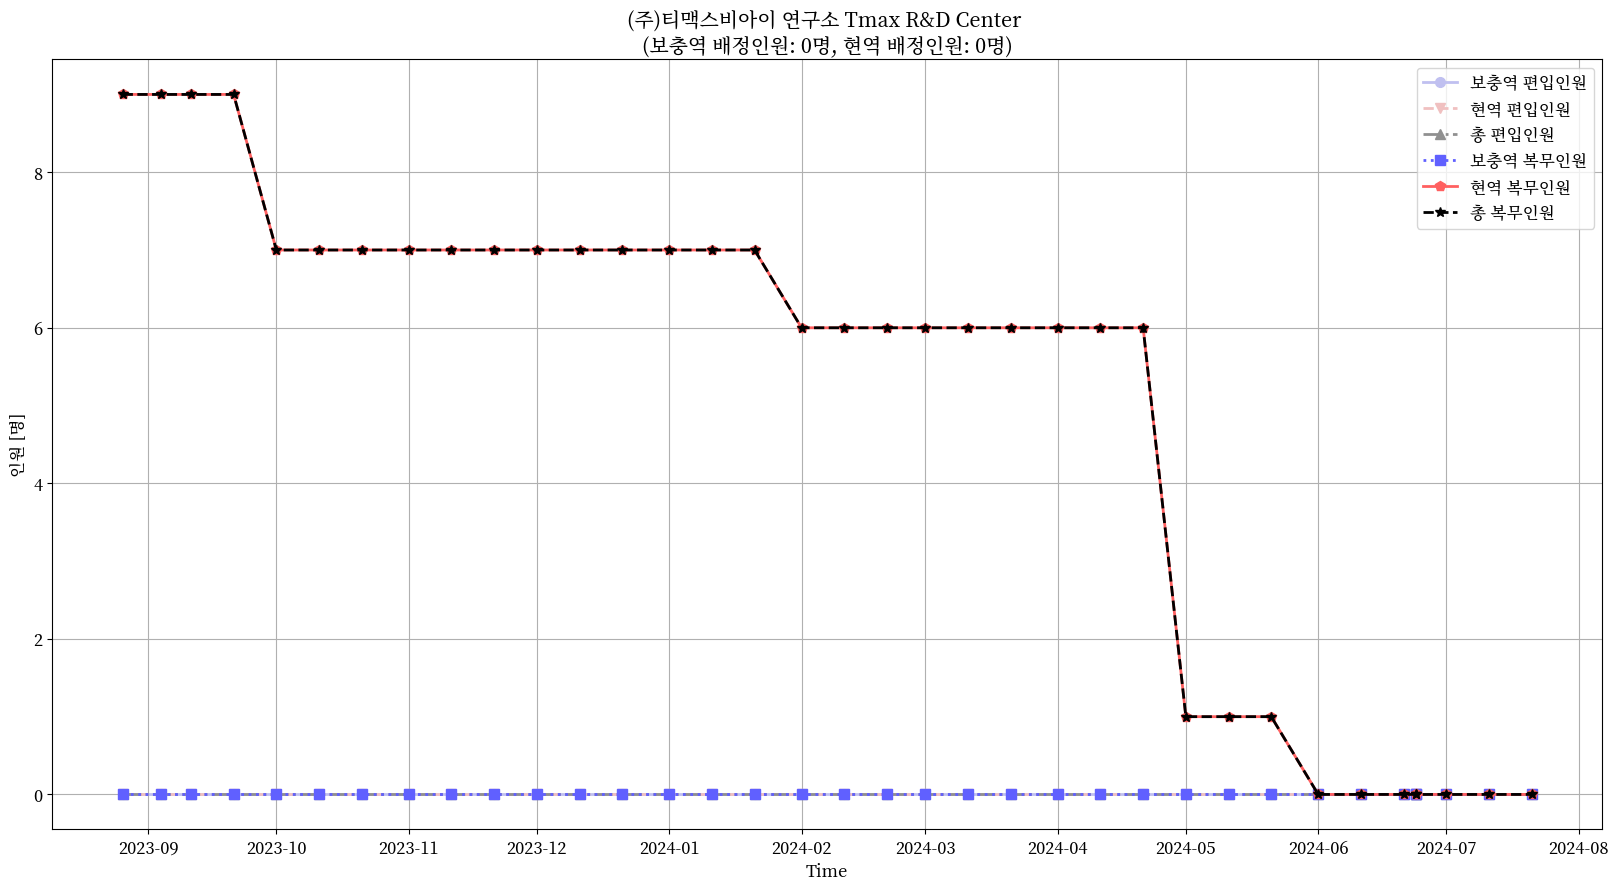 (주)티맥스비아이 연구소 Tmax R&D Center
(보충역 배정인원: 0명, 현역 배정인원: 0명)
보충역 편입인원
현역 편입인원
총 편입인원
보충역 복무인원
현역 복무인원
총 복무인원
인원 [명]
8
6
4
2
0
2023-09
2023-10
2023-11
2023-12
2024-01
2024-02
2024-03
2024-04
2024-05
2024-06
2024-07
2024-08
Time